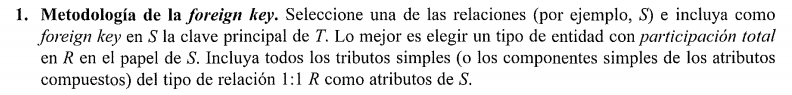 1. Metodología de la foreign key. Seleccione una de las relaciones (por ejemplo, S) e incluya como
foreign key en S la clave principal de T. Lo mejor es elegir un tipo de entidad con participación total
en R en el papel de S. Incluya todos los tributos simples (o los componentes simples de los atributos
compuestos) del tipo de relación 1:1 R como atributos de S.